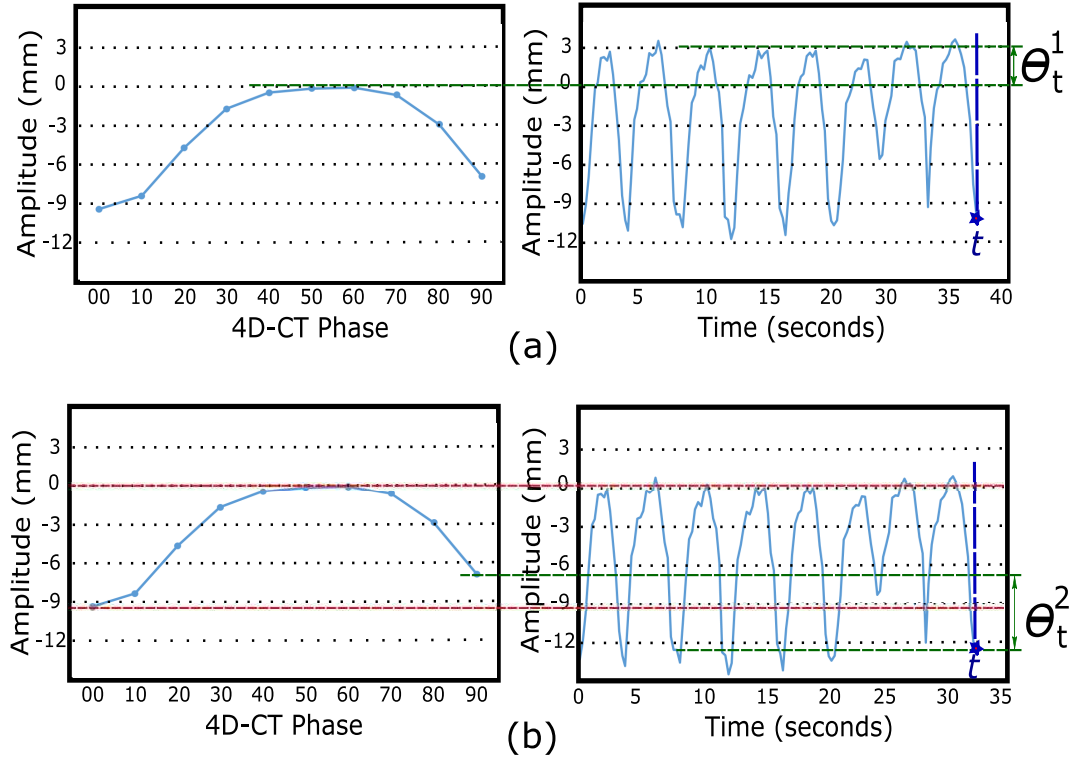 Amplitude (mm)
3
0
-3
-6
-9
-12
00 10 20 30 40 50 60 70 80 90
4D-CT Phase
Amplitude (mm)
3
0
-3
-6
-9
-12
0 5 10 15 20 30 35 40
Time (seconds)
t
Θ_t^1
(a)
Amplitude (mm)
3
0
-3
-6
-9
-12
00 10 20 30 40 50 60 70 80 90
4D-CT Phase
Amplitude (mm)
3
0
-3
-6
-9
-12
0 5 10 15 20 25 30 35
Time (seconds)
t
Θ_t^2
(b)